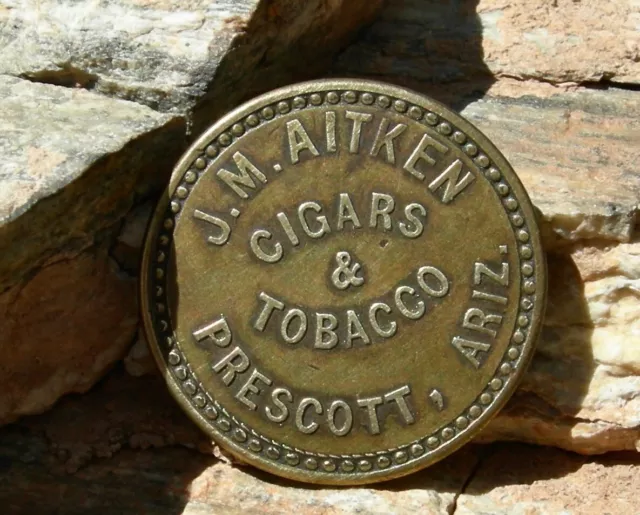 J.M. AITKEN
CIGARS
&
TOBACCO
PRESCOTT, ARIZ.